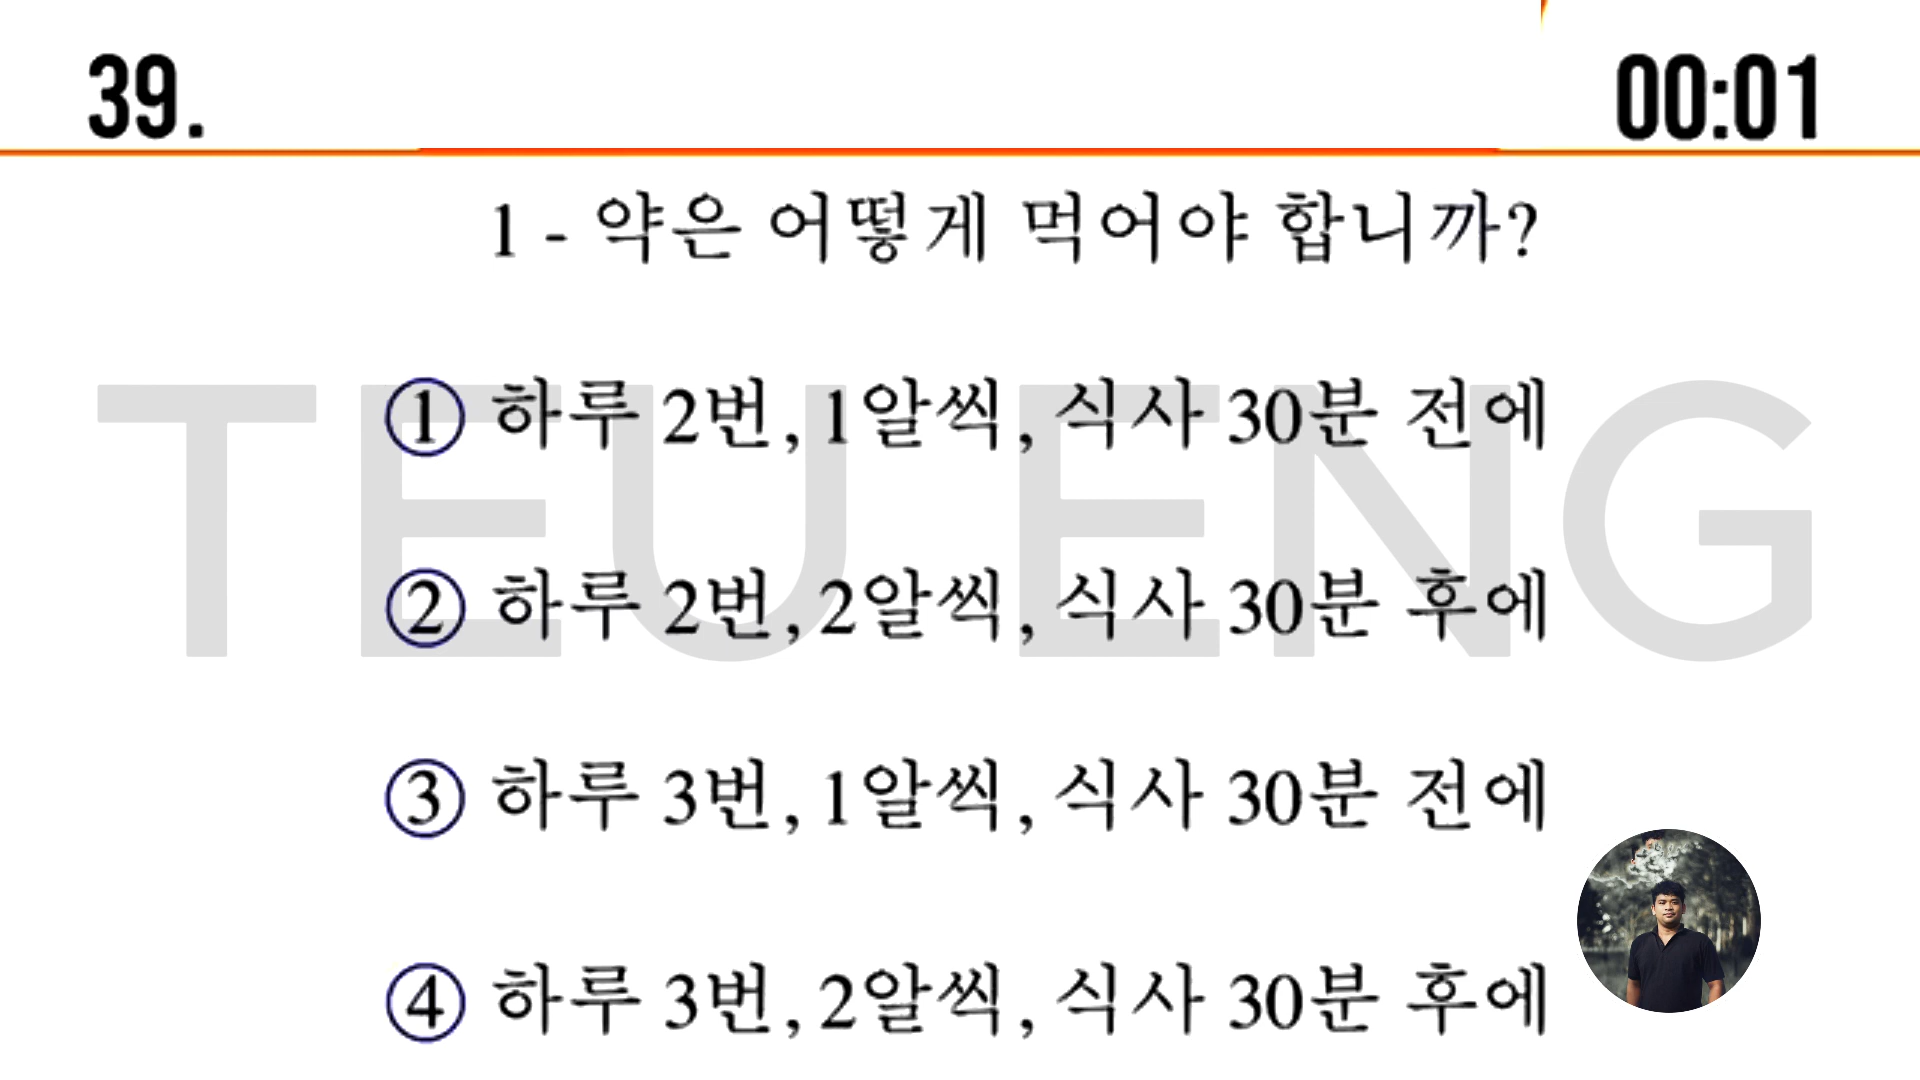 39.
00:01
1 - 약은 어떻게 먹어야 합니까?
① 하루 2번, 1알씩, 식사 30분 전에
② 하루 2번, 2알씩, 식사 30분 후에
③ 하루 3번, 1알씩, 식사 30분 전에
④ 하루 3번, 2알씩, 식사 30분 후에
TEU ENG